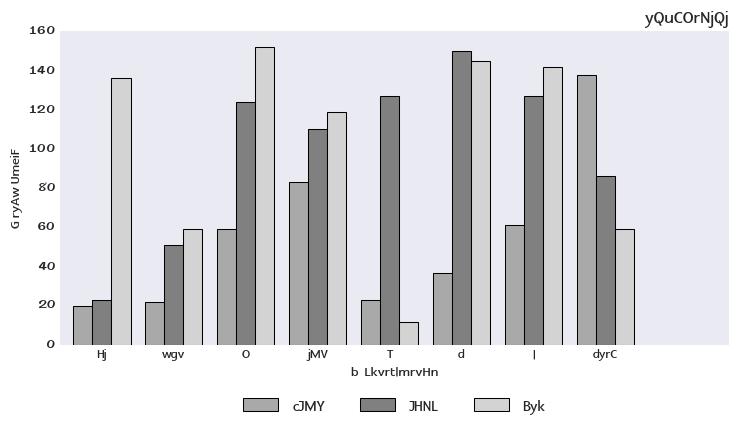 yQuCOrNjQj
160
140
120
100
80
60
40
20
0
G ryAw UmeiF
Hj wgv O jMV T d l dyrC
b LkvrtlmrvHn
cJMY JHNL Byk